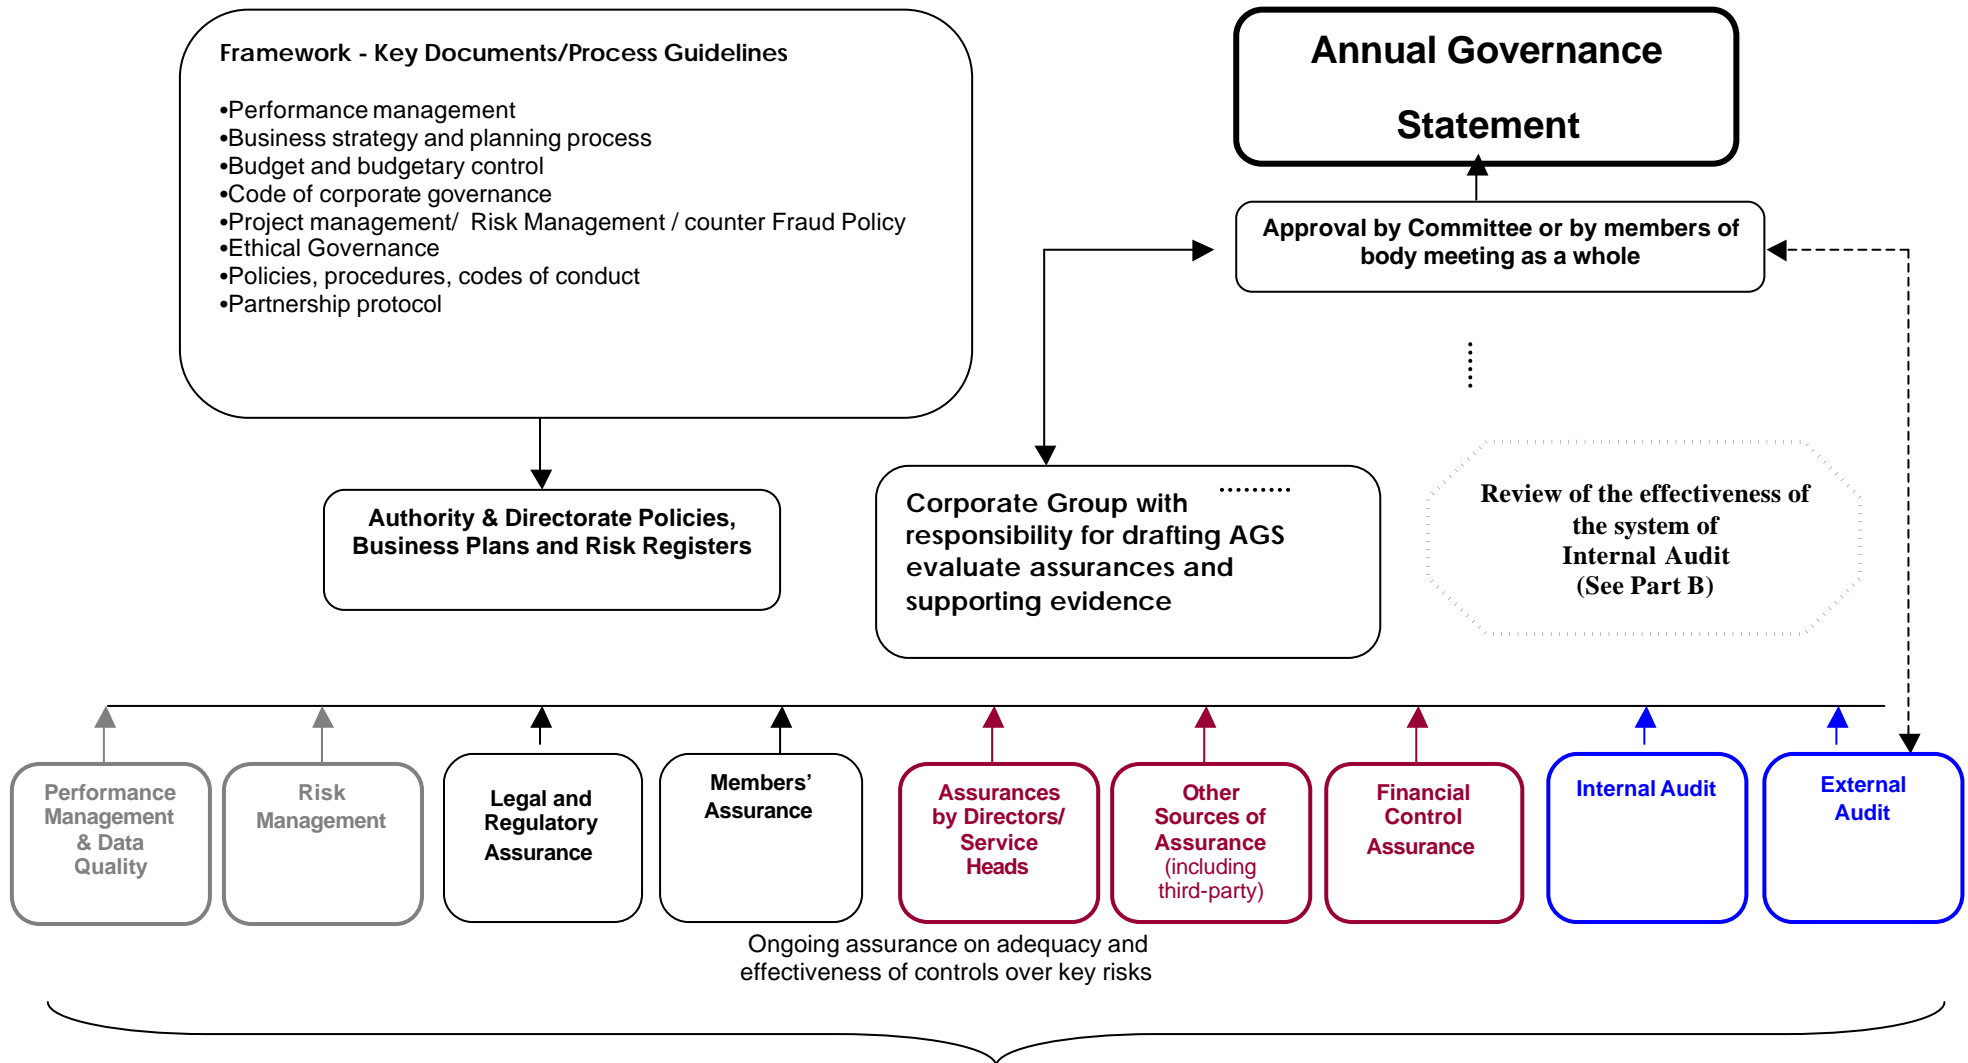 Framework - Key Documents/Process Guidelines
•Performance management
•Business strategy and planning process
•Budget and budgetary control
•Code of corporate governance
•Project management/ Risk Management / counter Fraud Policy
•Ethical Governance
•Policies, procedures, codes of conduct
•Partnership protocol
Annual Governance
Statement
Approval by Committee or by members of
body meeting as a whole
Authority & Directorate Policies,
Business Plans and Risk Registers
Corporate Group with
responsibility for drafting AGS
evaluate assurances and
supporting evidence
Review of the effectiveness of
the system of
Internal Audit
(See Part B)
Performance
Management
& Data
Quality
Risk
Management
Legal and
Regulatory
Assurance
Members’
Assurance
Assurances
by Directors/
Service
Heads
Other
Sources of
Assurance
(including
third-party)
Financial
Control
Assurance
Internal Audit
External
Audit
Ongoing assurance on adequacy and
effectiveness of controls over key risks